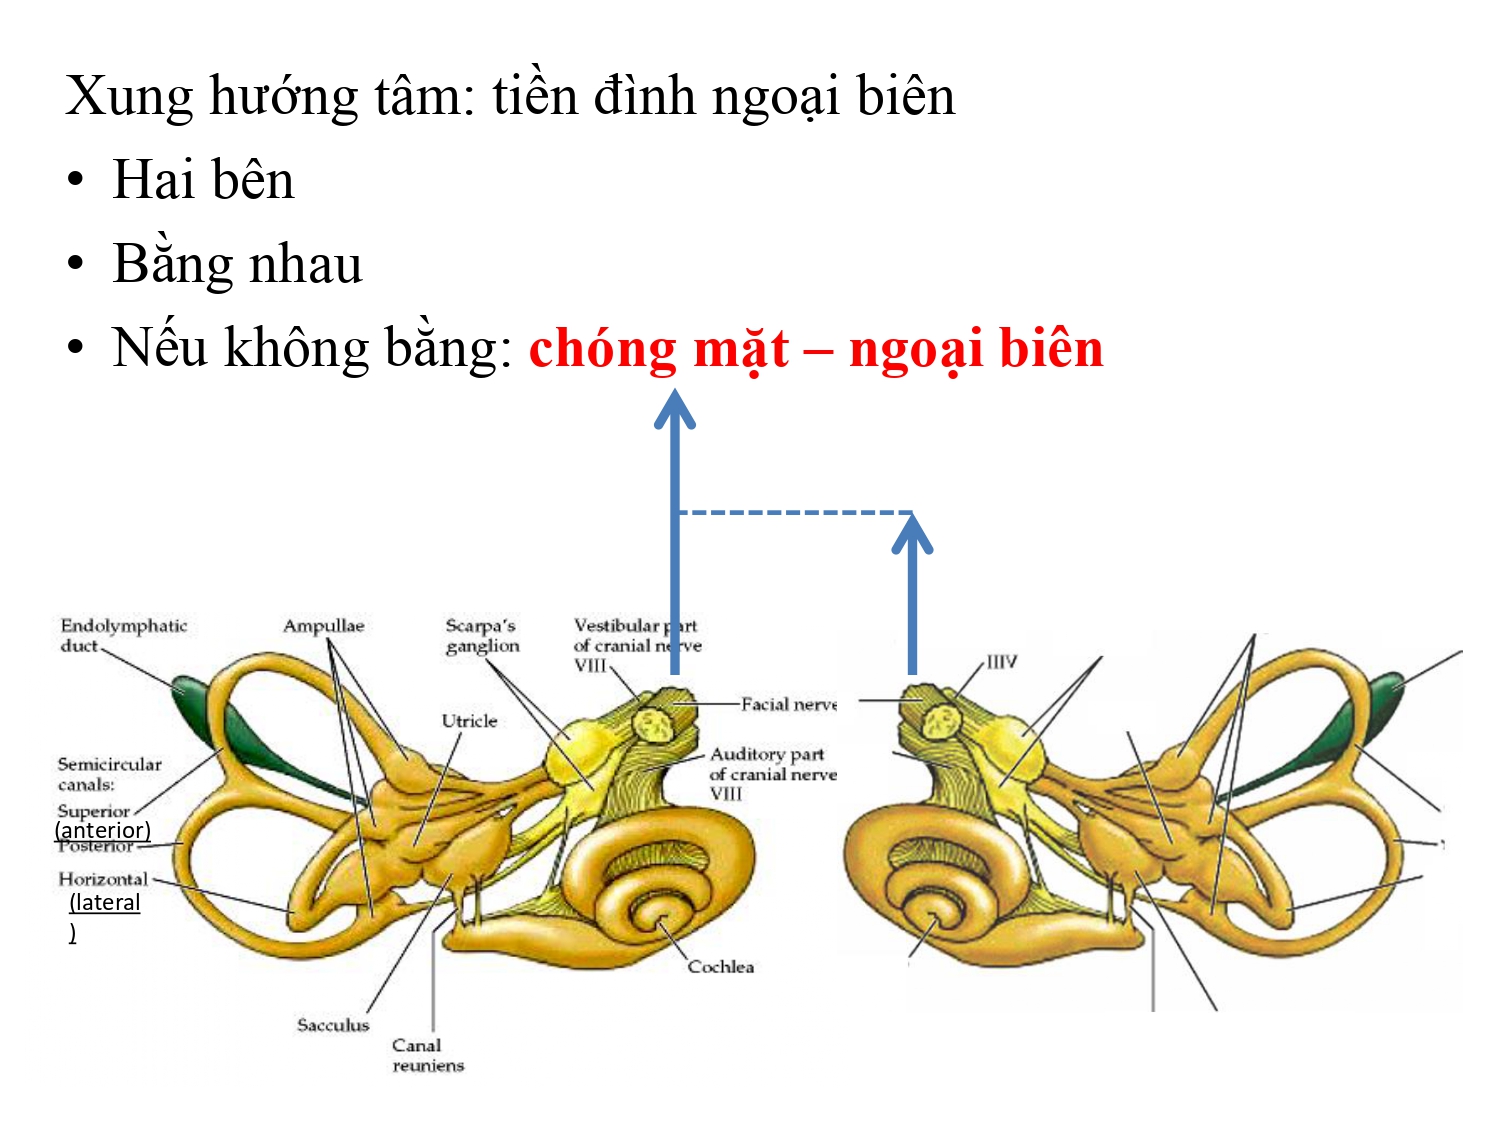 Xung hướng tâm: tiền đình ngoại biên
• Hai bên
• Bằng nhau
• Nếu không bằng: chóng mặt – ngoại biên
Endolymphatic
duct
Ampullae
Scarpa's
ganglion
Vestibular part
of cranial nerve
VIII
IIIV
Utricle
Facial nerve
Semicircular
canals:
Auditory part
of cranial nerve
VIII
Superior
(anterior)
Posterior
Horizontal
(lateral
)
Cochlea
Sacculus
Canal
reuniens